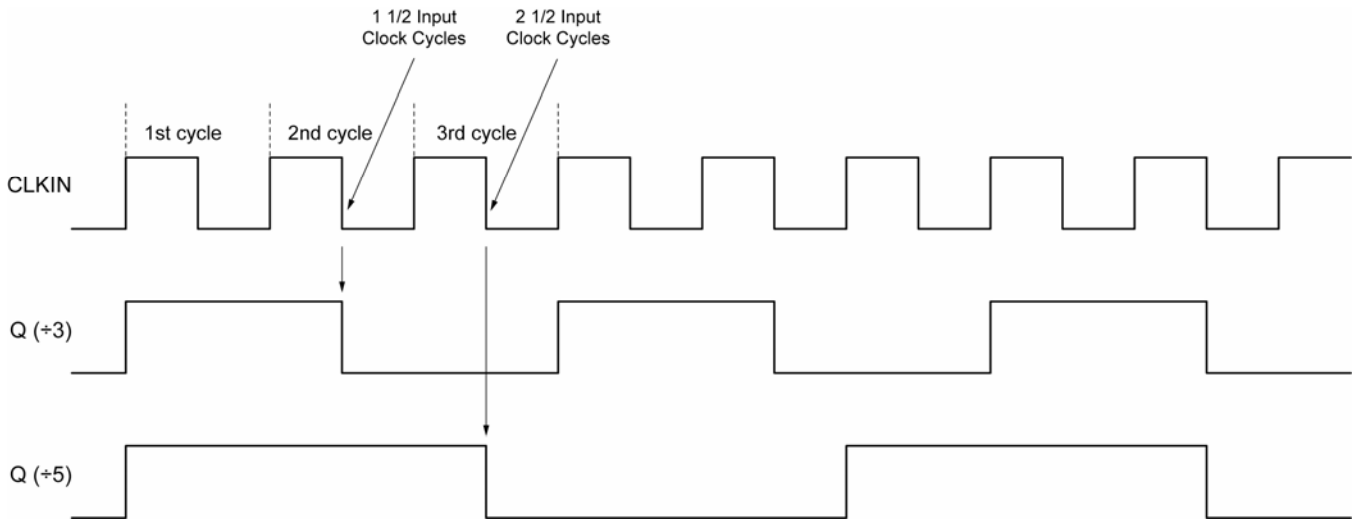 1 1/2 Input
Clock Cycles
2 1/2 Input
Clock Cycles
1st cycle
2nd cycle
3rd cycle
CLKIN
Q (÷3)
Q (÷5)